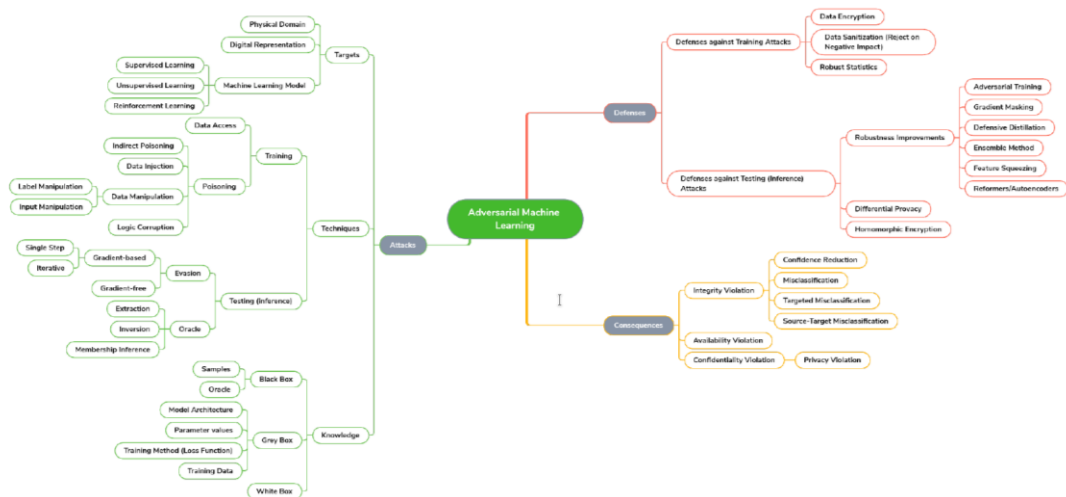 Adversarial Machine
Learning
Attacks
Targets
Physical Domain
Digital Representation
Machine Learning Model
Supervised Learning
Unsupervised Learning
Reinforcement Learning
Techniques
Training
Data Access
Poisoning
Indirect Poisoning
Data Injection
Data Manipulation
Label Manipulation
Input Manipulation
Logic Corruption
Testing (Inference)
Evasion
Gradient-based
Single Step
Iterative
Gradient-free
Oracle
Extraction
Inversion
Membership Inference
Knowledge
Black Box
Samples
Oracle
Grey Box
Model Architecture
Parameter values
Training Method (Loss Function)
Training Data
White Box
Defenses
Defenses against Training Attacks
Data Encryption
Data Sanitization (Reject on
Negative Impact)
Robust Statistics
Defenses against Testing (Inference)
Attacks
Robustness Improvements
Adversarial Training
Gradient Masking
Defensive Distillation
Ensemble Method
Feature Squeezing
Reformers/Autoencoders
Differential Provacy
Homomorphic Encryption
Consequences
Integrity Violation
Confidence Reduction
Misclassification
Targeted Misclassification
Source-Target Misclassification
Availability Violation
Confidentiality Violation
Privacy Violation